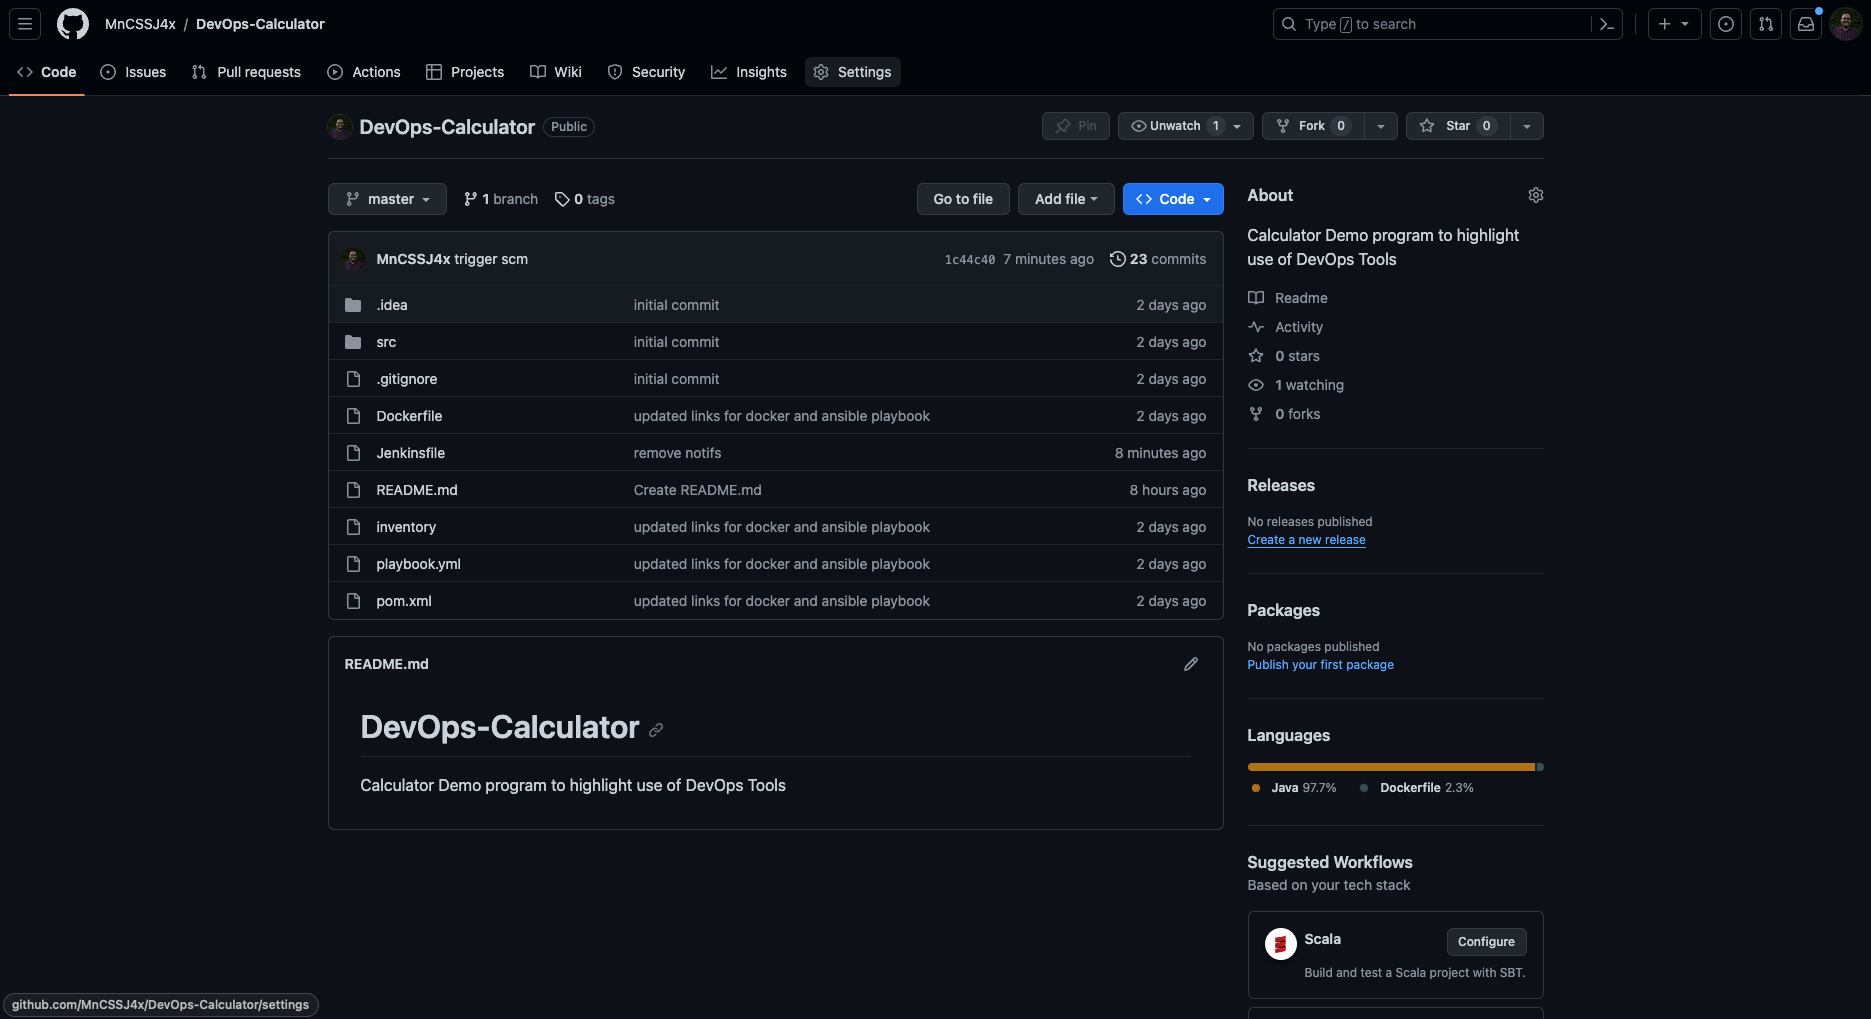 MnCSSJ4x / DevOps-Calculator
Type / to search
Code Issues Pull requests Actions Projects Wiki Security Insights Settings
DevOps-Calculator Public
Pin Unwatch 1 Fork 0 Star 0
master 1 branch 0 tags Go to file Add file Code
MnCSSJ4x trigger scm 1c44c40 7 minutes ago 23 commits
.idea initial commit 2 days ago
src initial commit 2 days ago
.gitignore initial commit 2 days ago
Dockerfile updated links for docker and ansible playbook 2 days ago
Jenkinsfile remove notifs 8 minutes ago
README.md Create README.md 8 hours ago
inventory updated links for docker and ansible playbook 2 days ago
playbook.yml updated links for docker and ansible playbook 2 days ago
pom.xml updated links for docker and ansible playbook 2 days ago
README.md
DevOps-Calculator
Calculator Demo program to highlight use of DevOps Tools
About
Calculator Demo program to highlight
use of DevOps Tools
Readme
Activity
0 stars
1 watching
0 forks
Releases
No releases published
Create a new release
Packages
No packages published
Publish your first package
Languages
Java 97.7% Dockerfile 2.3%
Suggested Workflows
Based on your tech stack
Scala Configure
Build and test a Scala project with SBT.
github.com/MnCSSJ4x/DevOps-Calculator/settings